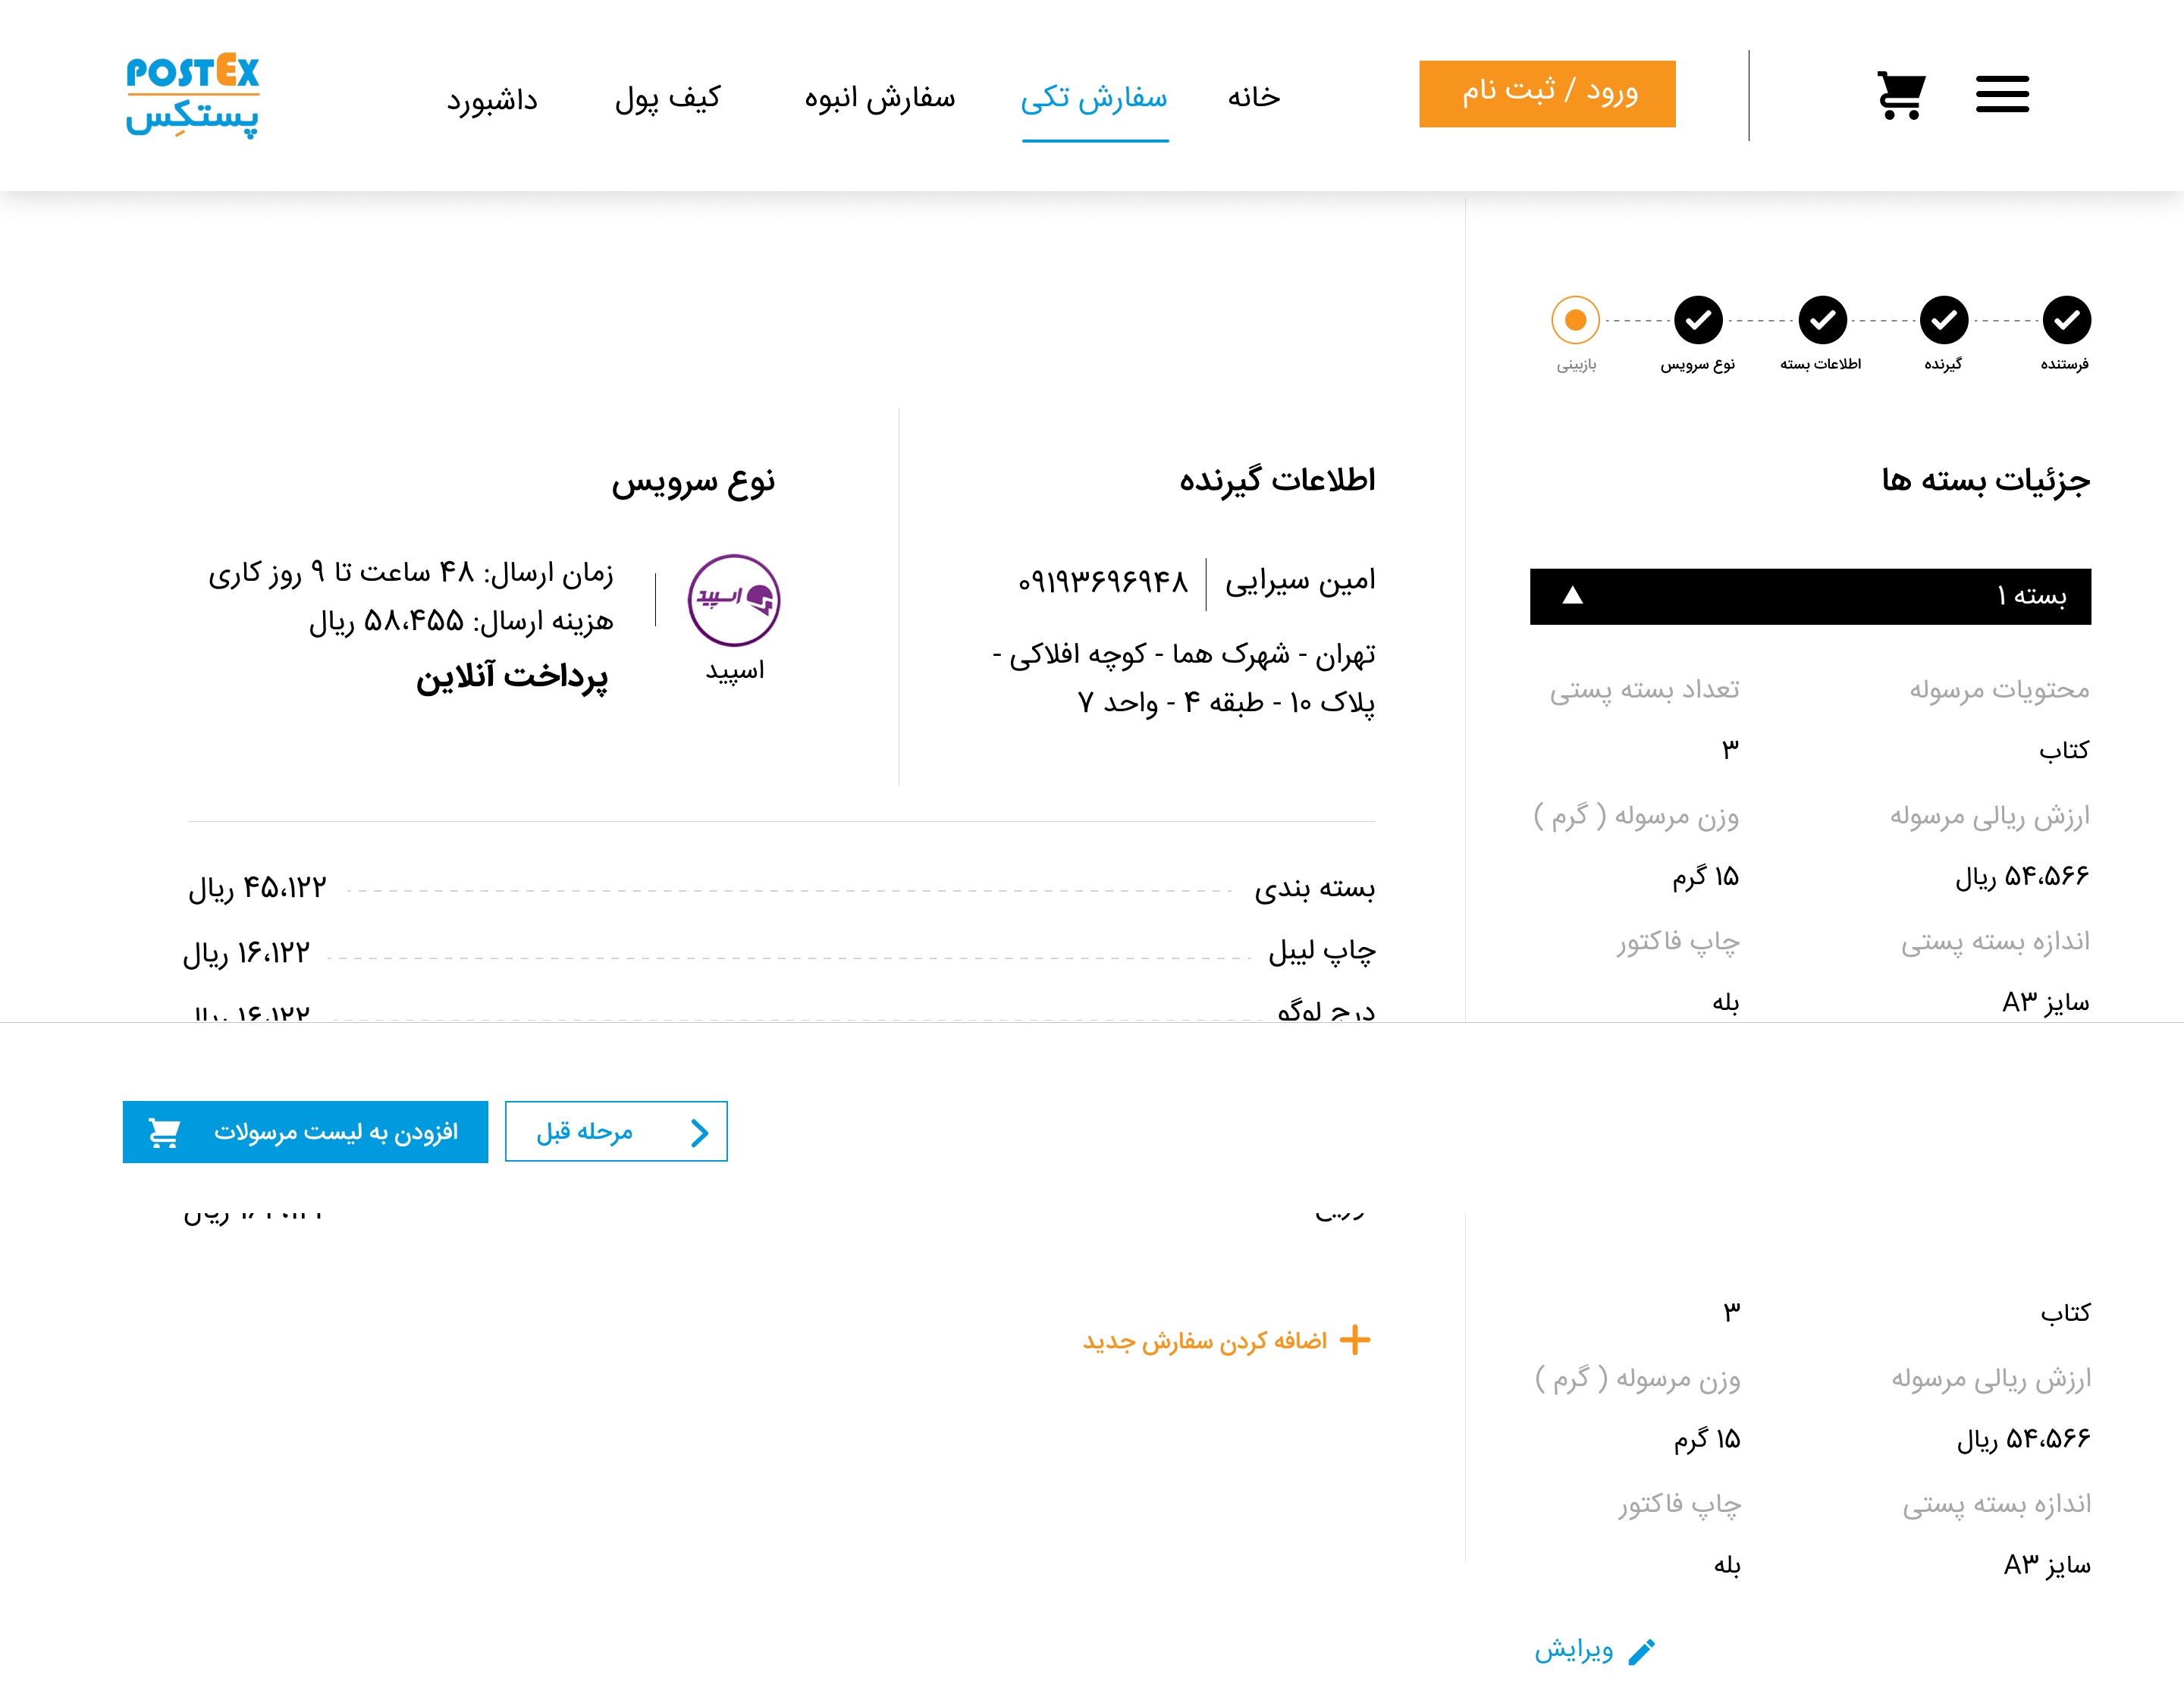 ورود / ثبت نام
خانه
سفارش تکی
سفارش انبوه
کیف پول
داشبورد
POSTEX
پستکِس
فرستنده
گیرنده
اطلاعات بسته
نوع سرویس
بازبینی
جزئیات بسته ها
بسته ۱
محتویات مرسوله
تعداد بسته پستی
کتاب
۳
ارزش ریالی مرسوله
وزن مرسوله ( گرم )
۵۴،۵۶۶ ریال
۱۵ گرم
اندازه بسته پستی
چاپ فاکتور
سایز A۳
بله
اطلاعات گیرنده
امین سیرایی
۰۹۱۹۳۶۹۶۹۴۸
تهران - شهرک هما - کوچه افلاکی -
پلاک ۱۰ - طبقه ۴ - واحد ۷
نوع سرویس
اسپید
اسپید
زمان ارسال: ۴۸ ساعت تا ۹ روز کاری
هزینه ارسال: ۵۸،۴۵۵ ریال
پرداخت آنلاین
بسته بندی
۴۵،۱۲۲ ریال
چاپ لیبل
۱۶،۱۲۲ ریال
درج لوگو
۱۶،۱۲۲ ریال
مرحله قبل
افزودن به لیست مرسولات
اضافه کردن سفارش جدید
کتاب
۳
ارزش ریالی مرسوله
وزن مرسوله ( گرم )
۵۴،۵۶۶ ریال
۱۵ گرم
اندازه بسته پستی
چاپ فاکتور
سایز A۳
بله
ویرایش